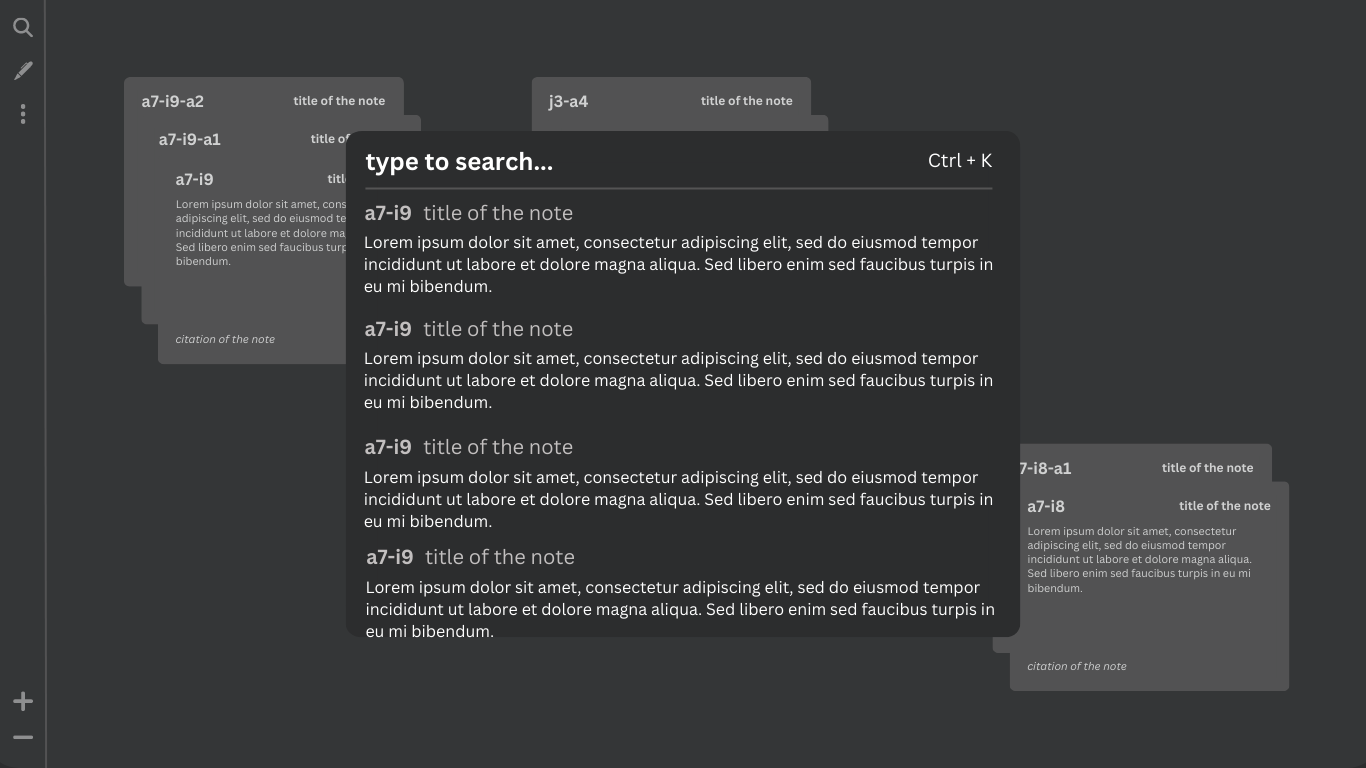 a7-i9-a2 title of the note
a7-i9-a1 title of
a7-i9
Lorem ipsum dolor sit amet,
adipiscing elit, sed do eiusmod
incididunt ut labore et dolore
Sed libero enim sed faucibus
bibendum.
citation of the note
j3-a4 title of the note
type to search... Ctrl + K
a7-i9 title of the note
Lorem ipsum dolor sit amet, consectetur adipiscing elit, sed do eiusmod tempor
incididunt ut labore et dolore magna aliqua. Sed libero enim sed faucibus turpis in
eu mi bibendum.
a7-i9 title of the note
Lorem ipsum dolor sit amet, consectetur adipiscing elit, sed do eiusmod tempor
incididunt ut labore et dolore magna aliqua. Sed libero enim sed faucibus turpis in
eu mi bibendum.
a7-i9 title of the note
Lorem ipsum dolor sit amet, consectetur adipiscing elit, sed do eiusmod tempor
incididunt ut labore et dolore magna aliqua. Sed libero enim sed faucibus turpis in
eu mi bibendum.
a7-i9 title of the note
Lorem ipsum dolor sit amet, consectetur adipiscing elit, sed do eiusmod tempor
incididunt ut labore et dolore magna aliqua. Sed libero enim sed faucibus turpis in
eu mi bibendum.
7-i8-a1 title of the note
a7-i8 title of the note
Lorem ipsum dolor sit amet, consectetur
adipiscing elit, sed do eiusmod tempor
incididunt ut labore et dolore magna aliqua.
Sed libero enim sed faucibus turpis in eu mi
bibendum.
citation of the note